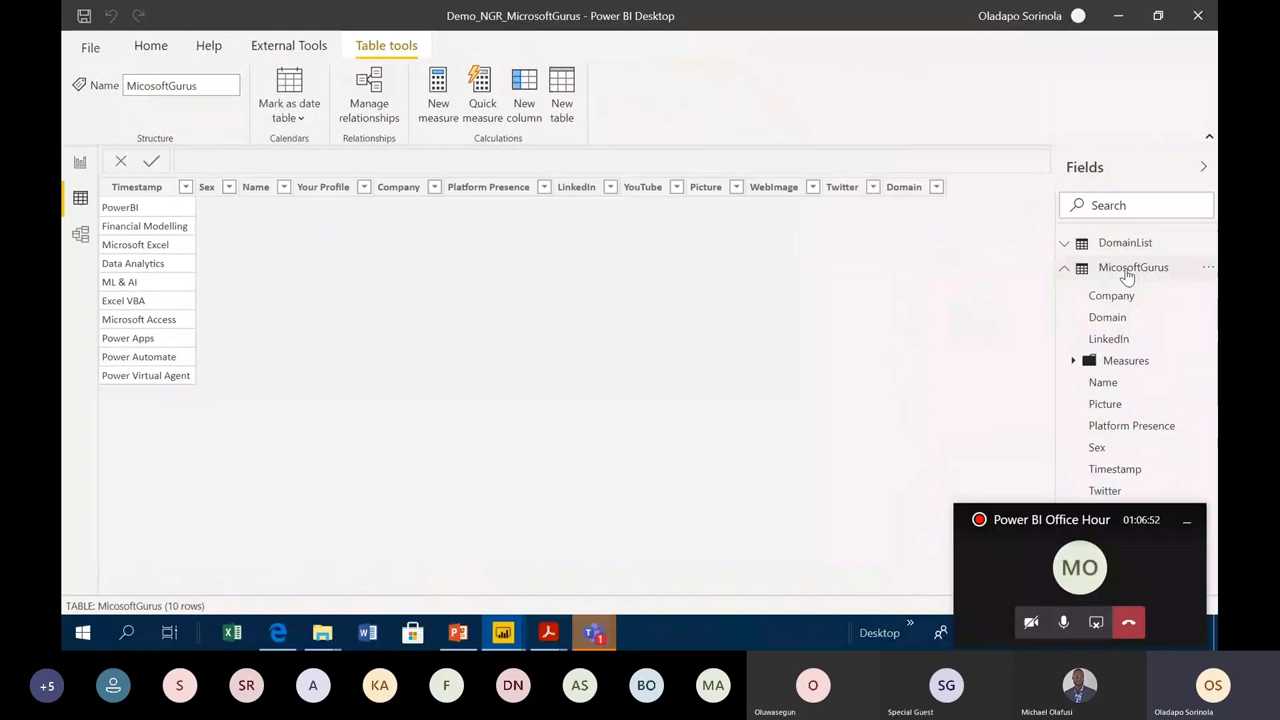 Demo_NGR_MicrosoftGurus - Power BI Desktop
Oladapo Sorinola
File
Home
Help
External Tools
Table tools
Name
MicosoftGurus
Mark as date
table
New
measure
Manage
relationships
Quick
measure
New
column
New
table
Structure
Calendars
Relationships
Calculations
Timestamp
Sex
Name
Your Profile
Company
Platform Presence
LinkedIn
YouTube
Picture
WebImage
Twitter
Domain
PowerBI
Financial Modelling
Microsoft Excel
Data Analytics
ML & AI
Excel VBA
Microsoft Access
Power Apps
Power Automate
Power Virtual Agent
Fields
Search
DomainList
MicosoftGurus
Company
Domain
LinkedIn
Measures
Name
Picture
Platform Presence
Sex
Timestamp
Twitter
Power BI Office Hour
01:06:52
MO
TABLE: MicosoftGurus (10 rows)
Desktop
1
+5
S
SR
A
KA
F
DN
AS
BO
MA
O
Oluwasegun
SG
Special Guest
Michael Olafusi
OS
Oladapo Sorinola